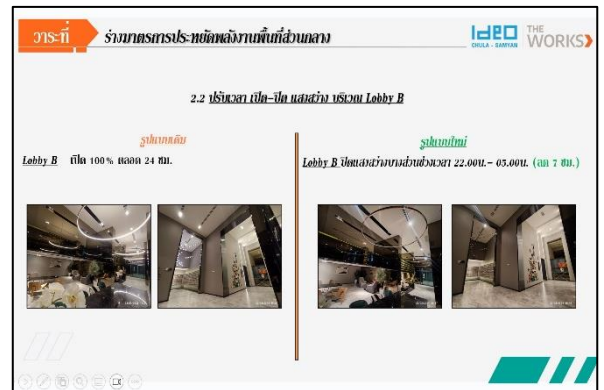 วาระที่
ร่างมาตรการประหยัดพลังงานพื้นที่ส่วนกลาง
IDEO
CHULA - SAMYAN
THE
WORKS
2.2 ปรับเวลา เปิด-ปิด แสงสว่าง บริเวณ Lobby B
รูปแบบเดิม
Lobby B เปิด 100% ตลอด 24 ชม.
รูปแบบใหม่
Lobby B ปิดแสงสว่างบางส่วนช่วงเวลา 22.00น.– 05.00น. (ลด 7 ชม.)